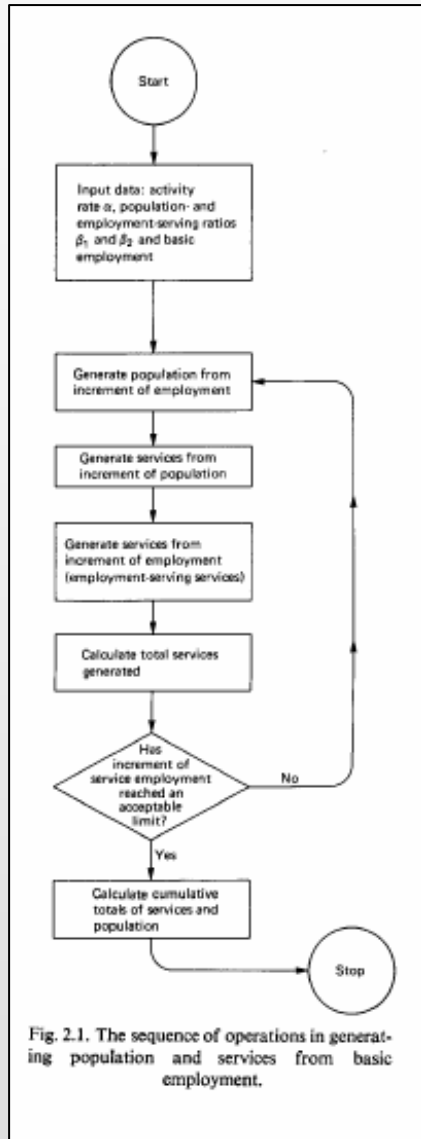 Start
Input data: activity
rate α, population- and
employment-serving ratios
β₁ and β₂ and basic
employment
Generate population from
increment of employment
Generate services from
increment of population
Generate services from
increment of employment
(employment-serving services)
Calculate total services
generated
Has
increment of
service employment
reached an
acceptable
limit?
No
Yes
Calculate cumulative
totals of services and
population
Stop
Fig. 2.1. The sequence of operations in generat-
ing population and services from basic
employment.